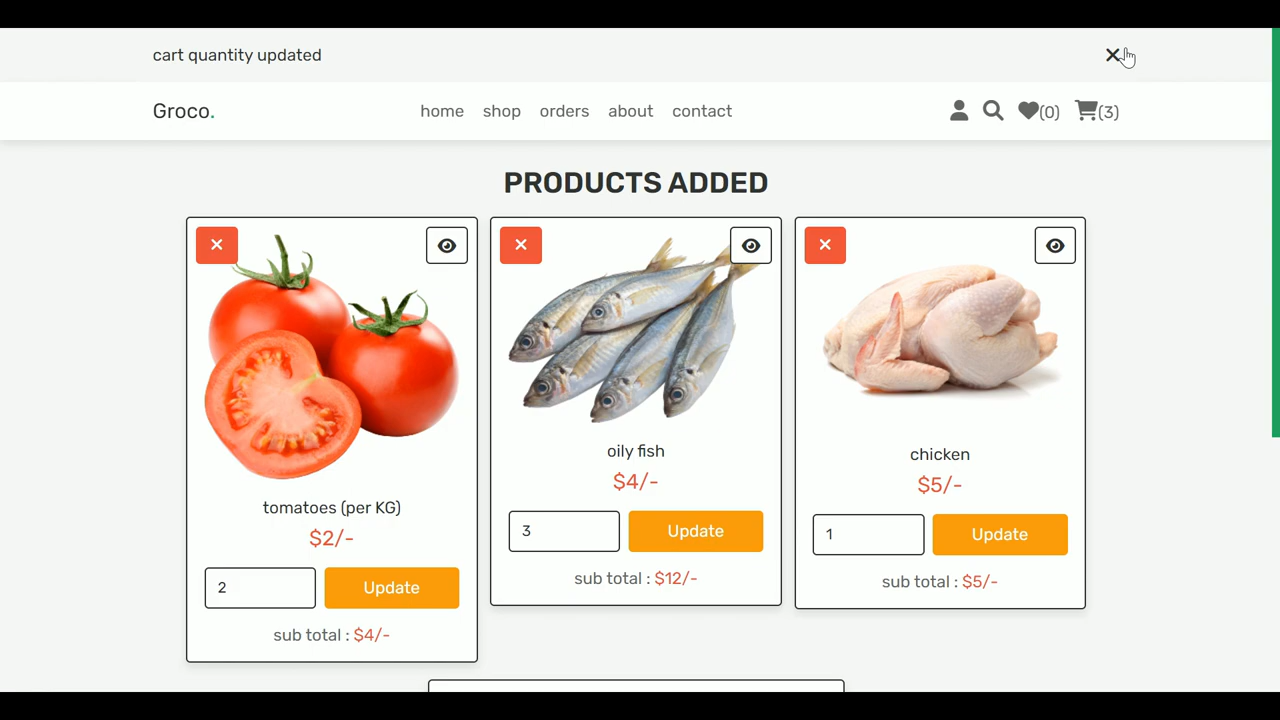 cart quantity updated
Groco.
home shop orders about contact
(0) (3)
PRODUCTS ADDED
tomatoes (per KG)
$2/-
2 Update
sub total : $4/-
oily fish
$4/-
3 Update
sub total : $12/-
chicken
$5/-
1 Update
sub total : $5/-